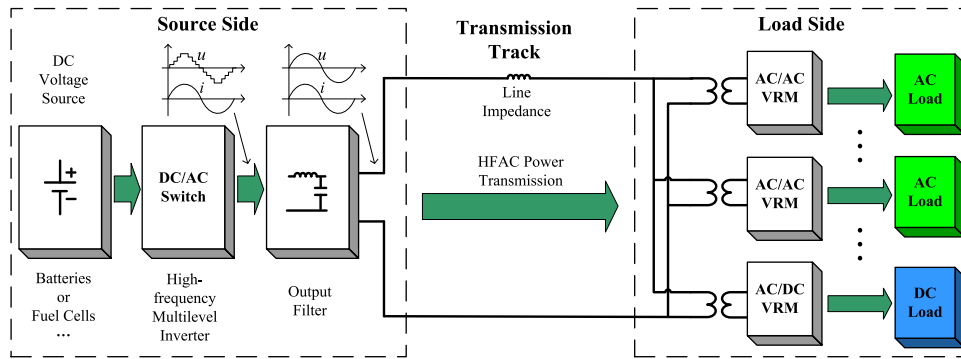 Source Side
Transmission
Track
Load Side
DC
Voltage
Source
u
i
u
i
Line
Impedance
HFAC Power
Transmission
DC/AC
Switch
+
−
Batteries
or
Fuel Cells
...
High-
frequency
Multilevel
Inverter
Output
Filter
AC/AC
VRM
AC
Load
AC/AC
VRM
AC
Load
AC/DC
VRM
DC
Load